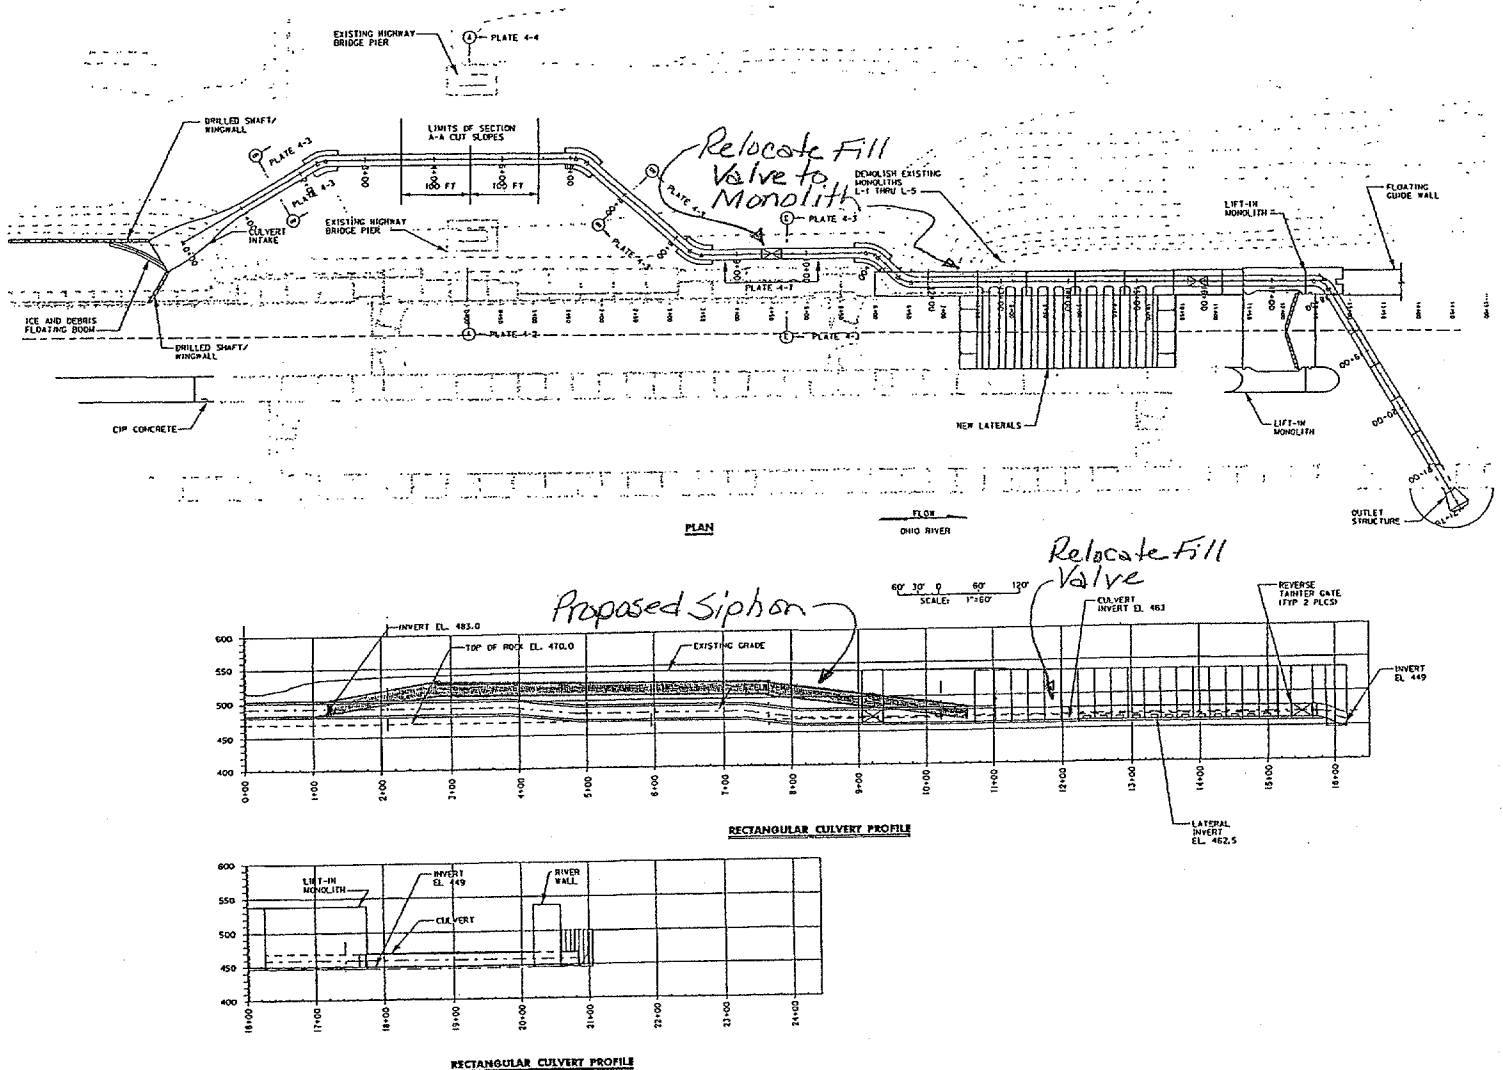 EXISTING HIGHWAY
BRIDGE PIER
A
PLATE 4-4
DRILLED SHAFT/
WINGWALL
PLATE 4-3
PLATE 4-3
LIMITS OF SECTION
A-A CUT SLOPES
100 FT
100 FT
Relocate Fill
Valve to
Monolith
DEMOLISH EXISTING
MONOLITHS
L-1 THRU L-5
LIFT-IN
MONOLITH
FLOATING
GUIDE WALL
CULVERT
INTAKE
EXISTING HIGHWAY
BRIDGE PIER
C
PLATE 4-3
PLATE 4-1
ICE AND DEBRIS
FLOATING BOOM
DRILLED SHAFT/
WINGWALL
A
PLATE 4-2
C
PLATE 4-3
CIP CONCRETE
NEW LATERALS
LIFT-IN
MONOLITH
19+00
20+00
OUTLET
STRUCTURE
PLAN
FLOW
OHIO RIVER
Proposed Siphon
Relocate Fill
Valve
60' 30' 0 60' 120'
SCALE: 1"=60'
CULVERT
INVERT EL. 463
REVERSE
TAINTER GATE
(TYP 2 PLCS)
INVERT EL. 483.0
TOP OF ROCK EL. 470.0
EXISTING GRADE
INVERT
EL 449
600
550
500
450
400
0+00 1+00 2+00 3+00 4+00 5+00 6+00 7+00 8+00 9+00 10+00 11+00 12+00 13+00 14+00 15+00 16+00
LATERAL
INVERT
EL. 462.5
RECTANGULAR CULVERT PROFILE
600
550
500
450
400
LIFT-IN
MONOLITH
INVERT
EL 449
CULVERT
RIVER
WALL
16+00 17+00 18+00 19+00 20+00 21+00 22+00 23+00 24+00
RECTANGULAR CULVERT PROFILE